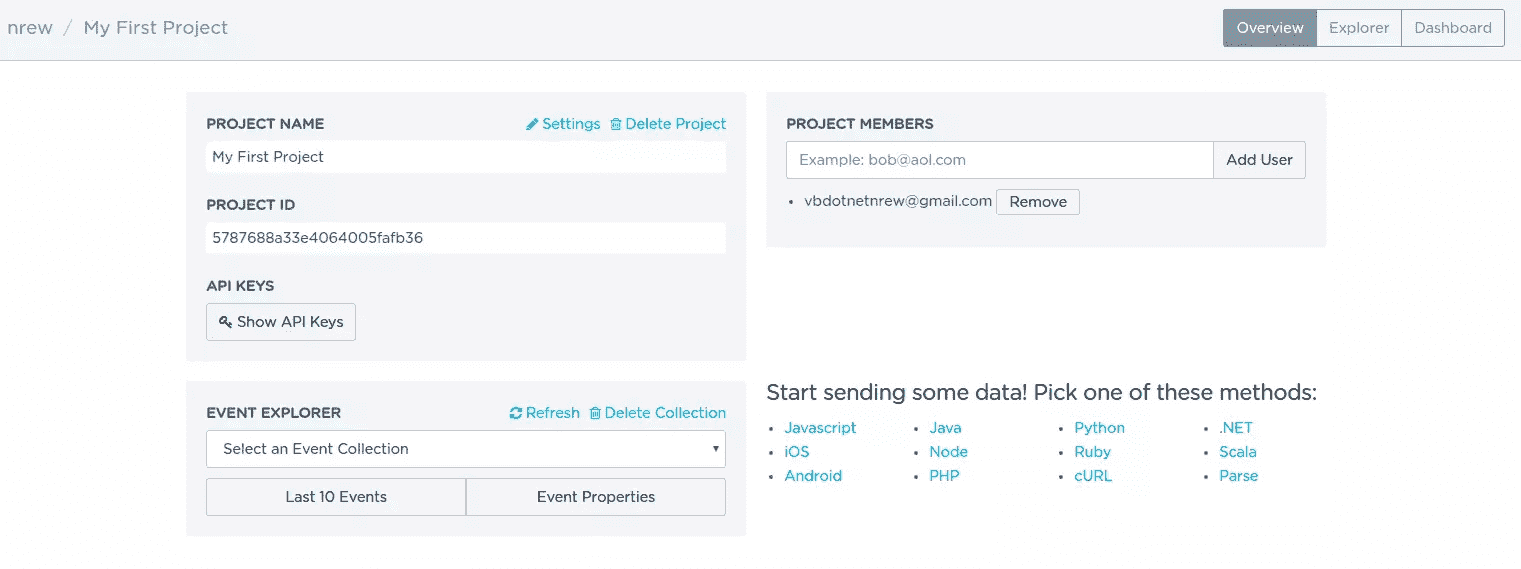 nrew / My First Project
Overview Explorer Dashboard
PROJECT NAME Settings Delete Project
My First Project
PROJECT ID
5787688a33e4064005fafb36
API KEYS
Show API Keys
PROJECT MEMBERS
Example: bob@aol.com Add User
• vbdotnetnrew@gmail.com Remove
EVENT EXPLORER Refresh Delete Collection
Select an Event Collection
Last 10 Events Event Properties
Start sending some data! Pick one of these methods:
• Javascript • Java • Python • .NET
• iOS • Node • Ruby • Scala
• Android • PHP • cURL • Parse